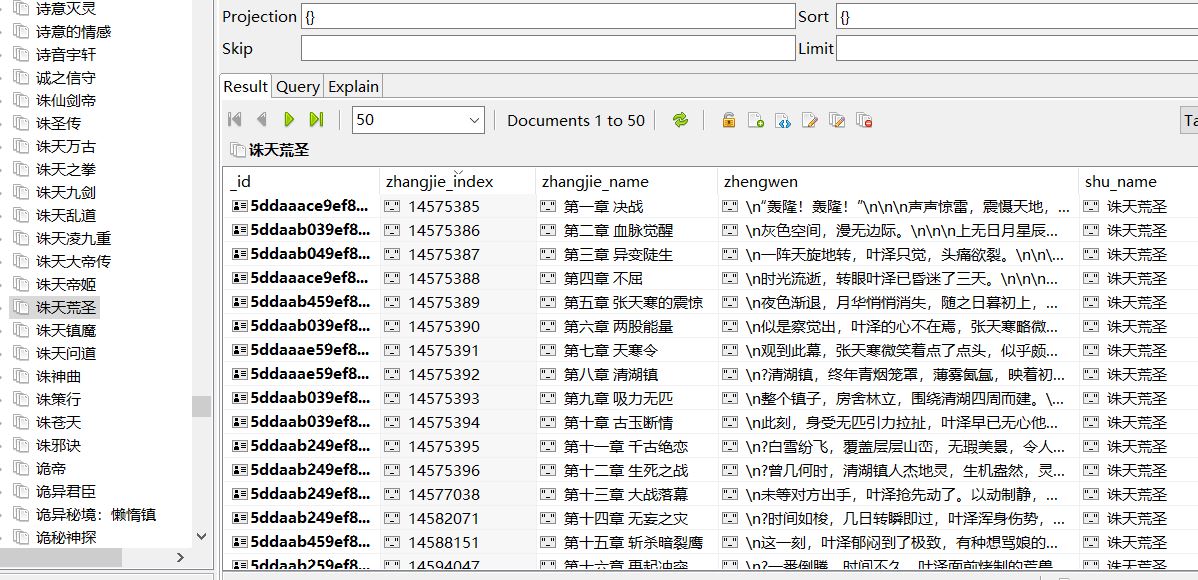 诗意灭灵
诗意的情感
诗音宇轩
诚之信守
诛仙剑帝
诛圣传
诛天万古
诛天之拳
诛天九剑
诛天乱道
诛天凌九重
诛天大帝传
诛天帝姬
诛天荒圣
诛天镇魔
诛天问道
诛神曲
诛策行
诛苍天
诛邪诀
诡帝
诡异君臣
诡异秘境：懒惰镇
诡秘神探
Projection {} Sort {}
Skip Limit
Result Query Explain
50 Documents 1 to 50 Ta
诛天荒圣
_id zhangjie_index zhangjie_name zhengwen shu_name
5ddaaace9ef8... 14575385 第一章 决战 \n“轰隆！轰隆！”\n\n\n声声惊雷，震慑天地，... 诛天荒圣
5ddaab039ef8... 14575386 第二章 血脉觉醒 \n灰色空间，漫无边际。\n\n\n上无日月星辰... 诛天荒圣
5ddaab049ef8... 14575387 第三章 异变陡生 \n一阵天旋地转，叶泽只觉，头痛欲裂。\n\n\... 诛天荒圣
5ddaaace9ef8... 14575388 第四章 不屈 \n时光流逝，转眼叶泽已昏迷了三天。\n\n\n... 诛天荒圣
5ddaab459ef8... 14575389 第五章 张天寒的震惊 \n夜色渐退，月华悄悄消失，随之日暮初上，... 诛天荒圣
5ddaab039ef8... 14575390 第六章 两股能量 \n似是察觉出，叶泽的心不在焉，张天寒略微... 诛天荒圣
5ddaaae59ef8... 14575391 第七章 天寒令 \n观到此幕，张天寒微笑着点了点头，似乎颇... 诛天荒圣
5ddaaae59ef8... 14575392 第八章 清湖镇 \n?清湖镇，终年青烟笼罩，薄雾氤氲，映着初... 诛天荒圣
5ddaab039ef8... 14575393 第九章 吸力无匹 \n整个镇子，房舍林立，围绕清湖四周而建。\... 诛天荒圣
5ddaab039ef8... 14575394 第十章 古玉断情 \n此刻，身受无匹引力拉扯，叶泽早已无心他... 诛天荒圣
5ddaab249ef8... 14575395 第十一章 千古绝恋 \n?白雪纷飞，覆盖层层山峦，无瑕美景，令人... 诛天荒圣
5ddaab249ef8... 14575396 第十二章 生死之战 \n?曾几何时，清湖镇人杰地灵，生机盎然，灵... 诛天荒圣
5ddaab249ef8... 14577038 第十三章 大战落幕 \n未等对方出手，叶泽抢先动了。以动制静，... 诛天荒圣
5ddaab249ef8... 14582071 第十四章 无妄之灾 \n?时间如梭，几日转瞬即过，叶泽浑身伤势，... 诛天荒圣
5ddaab459ef8... 14588151 第十五章 斩杀暗裂鹰 \n这一刻，叶泽郁闷到了极致，有种想骂娘的... 诛天荒圣
5ddaab259ef8... 14594047 第十六章 再起冲突 \n?一番倒腾，时间不久，叶泽面前烧制的荒兽... 诛天荒圣